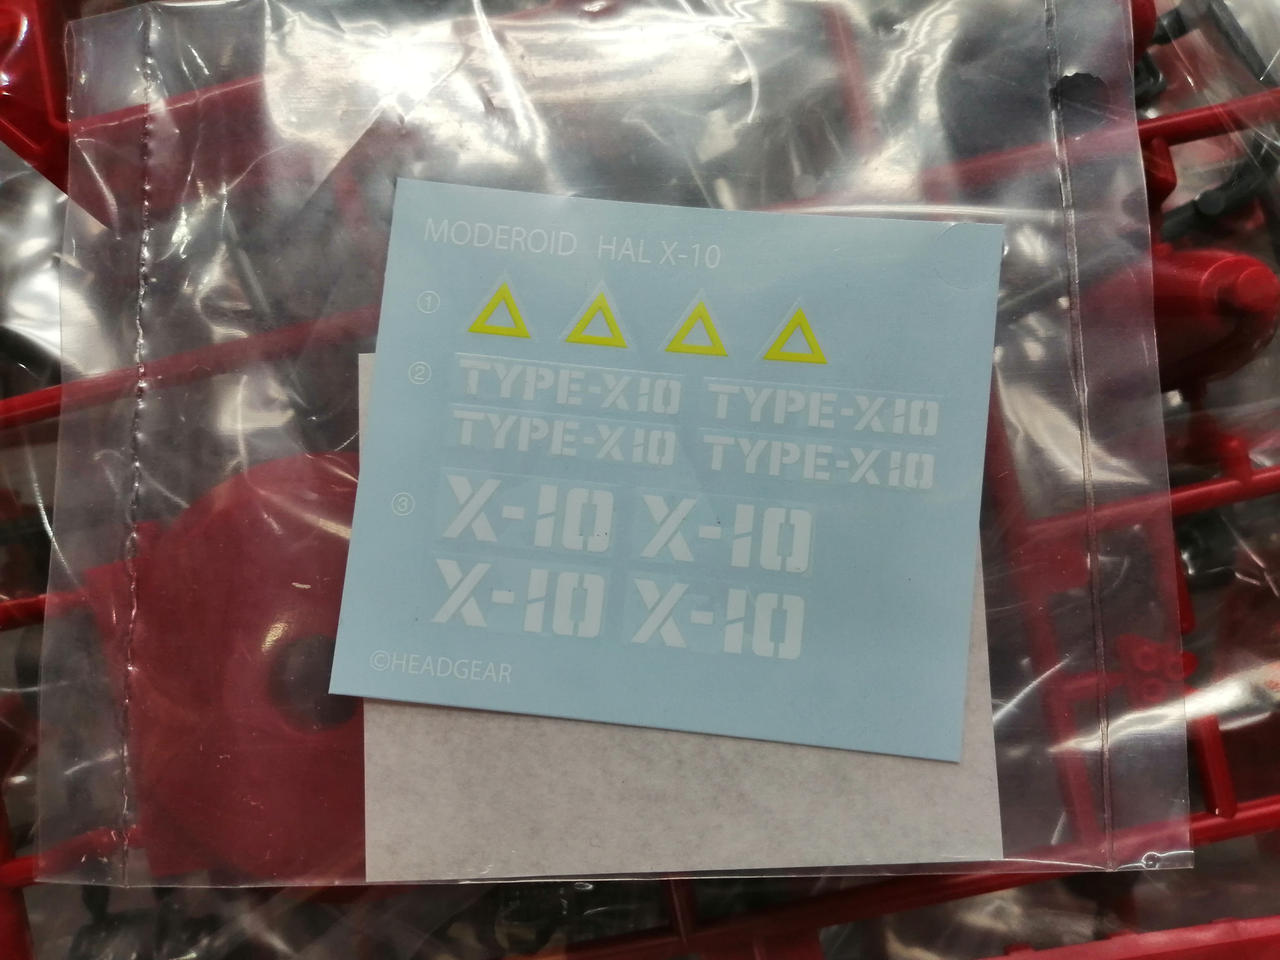 MODEROID HAL X-10
①
② TYPE-X10 TYPE-X10
TYPE-X10 TYPE-X10
③ X-10 X-10
X-10 X-10
©HEADGEAR